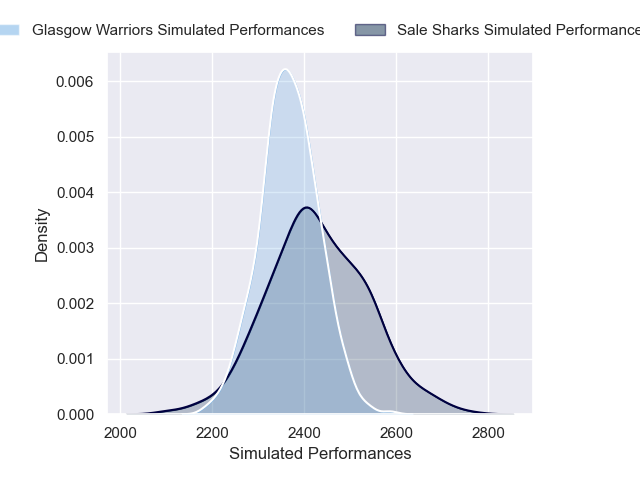 Glasgow Warriors Simulated Performances
Sale Sharks Simulated Performance
0.006
0.005
0.004
0.003
0.002
0.001
0.000
Density
2000 2200 2400 2600 2800
Simulated Performances